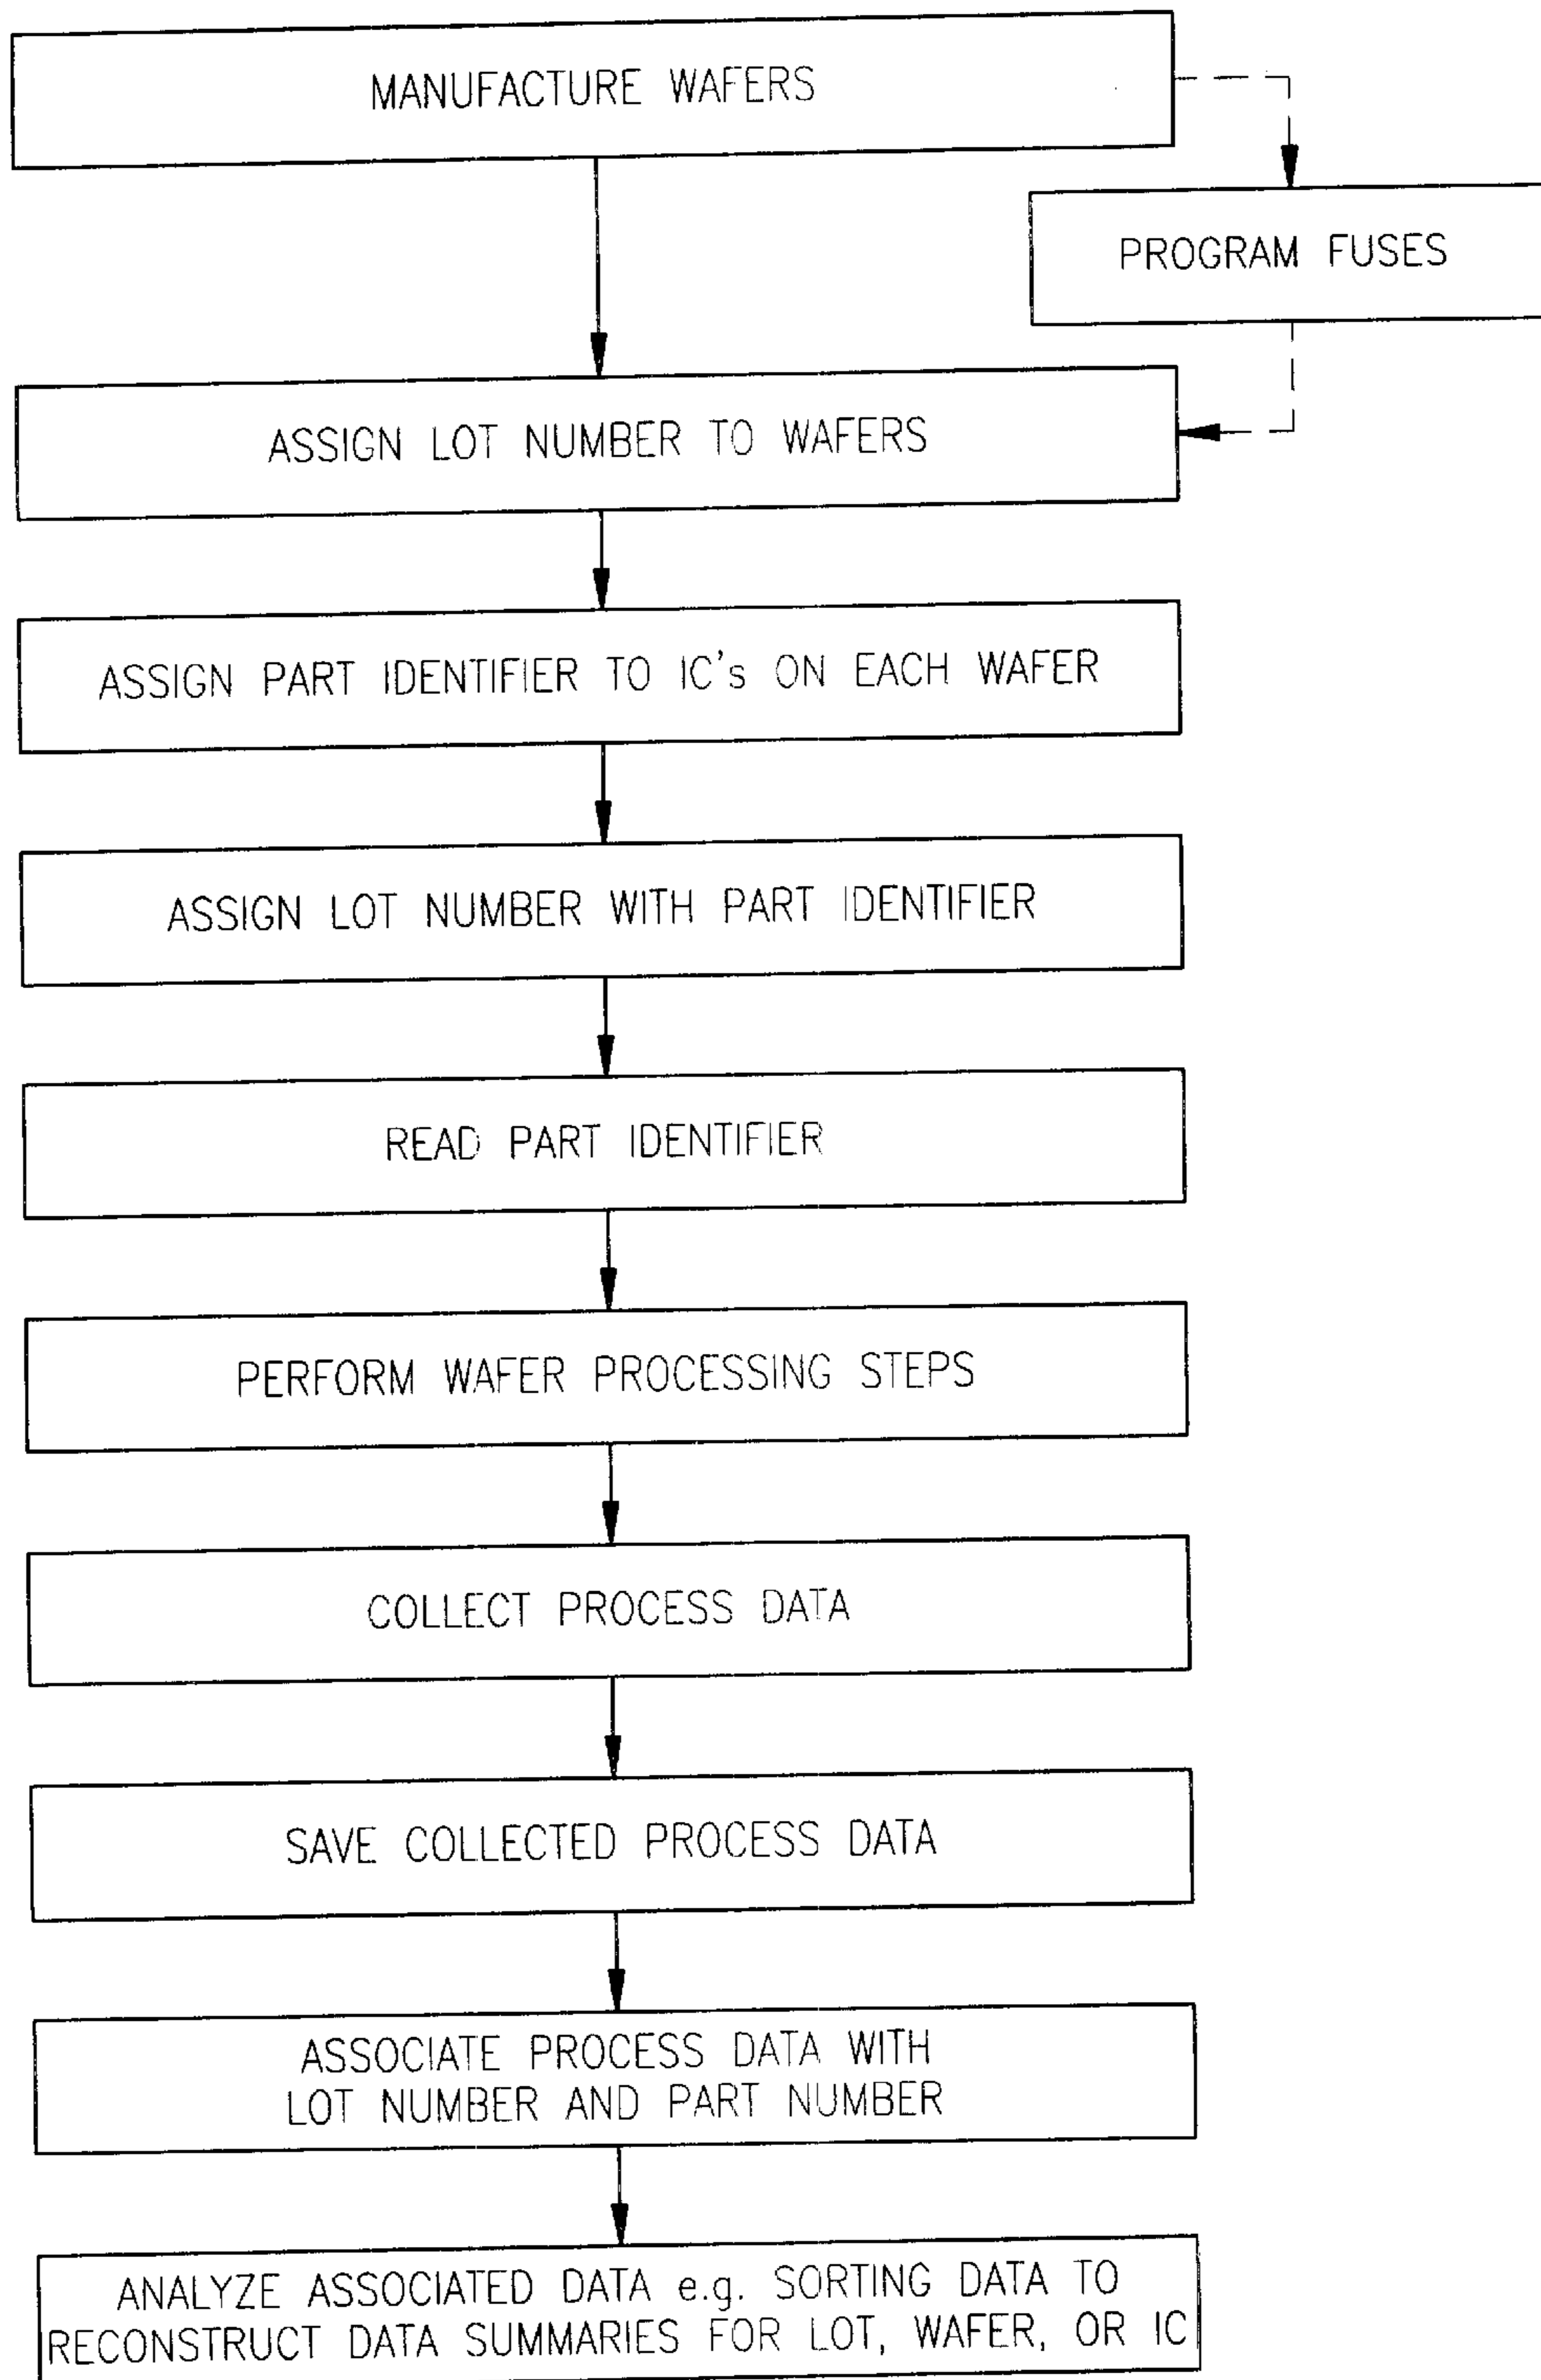 MANUFACTURE WAFERS
PROGRAM FUSES
ASSIGN LOT NUMBER TO WAFERS
ASSIGN PART IDENTIFIER TO IC's ON EACH WAFER
ASSIGN LOT NUMBER WITH PART IDENTIFIER
READ PART IDENTIFIER
PERFORM WAFER PROCESSING STEPS
COLLECT PROCESS DATA
SAVE COLLECTED PROCESS DATA
ASSOCIATE PROCESS DATA WITH
LOT NUMBER AND PART NUMBER
ANALYZE ASSOCIATED DATA e.g. SORTING DATA TO
RECONSTRUCT DATA SUMMARIES FOR LOT, WAFER, OR IC